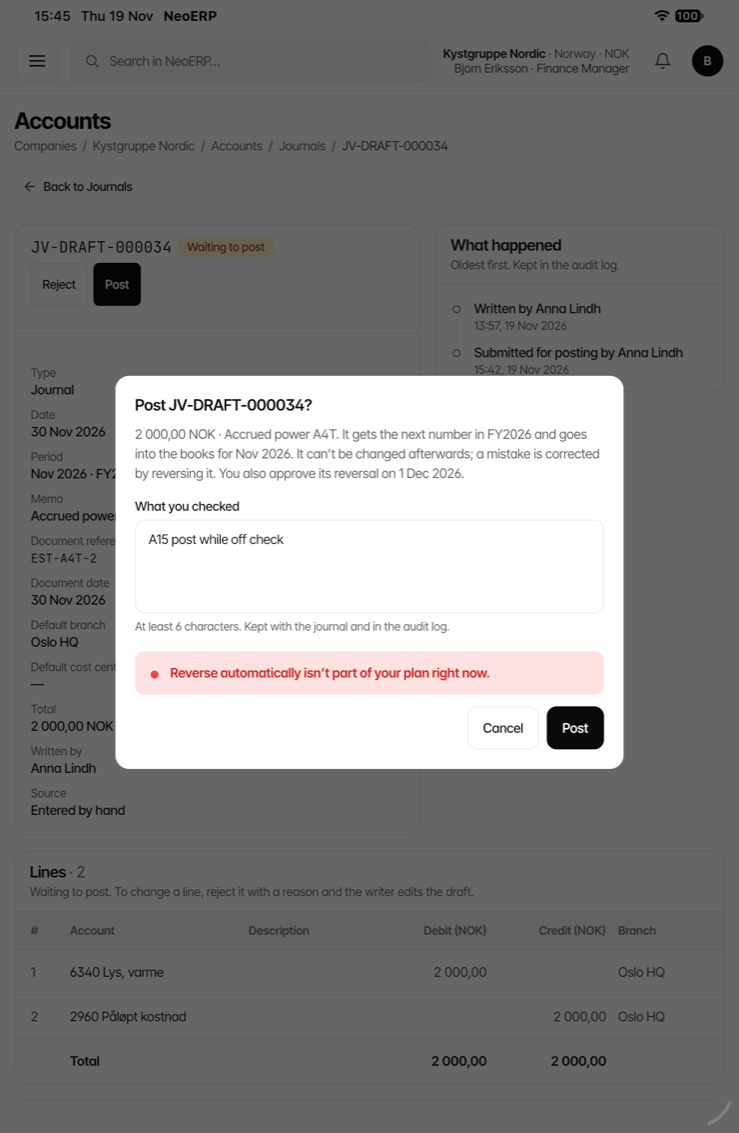 15:45 Thu 19 Nov NeoERP
100
Search in NeoERP...
Kystgruppe Nordic · Norway · NOK
Bjorn Eriksson · Finance Manager
B
Accounts
Companies / Kystgruppe Nordic / Accounts / Journals / JV-DRAFT-000034
Back to Journals
JV-DRAFT-000034 Waiting to post
Reject Post
What happened
Oldest first. Kept in the audit log.
Written by Anna Lindh
13:57, 19 Nov 2026
Submitted for posting by Anna Lindh
15:42, 19 Nov 2026
Type
Journal
Date
30 Nov 2026
Period
Nov 2026 · FY2
Memo
Accrued power
Document refere
EST-A4T-2
Document date
30 Nov 2026
Default branch
Oslo HQ
Default cost cent
—
Total
2 000,00 NOK
Written by
Anna Lindh
Source
Entered by hand
Post JV-DRAFT-000034?
2 000,00 NOK · Accrued power A4T. It gets the next number in FY2026 and goes
into the books for Nov 2026. It can’t be changed afterwards; a mistake is corrected
by reversing it. You also approve its reversal on 1 Dec 2026.
What you checked
A15 post while off check
At least 6 characters. Kept with the journal and in the audit log.
Reverse automatically isn’t part of your plan right now.
Cancel Post
Lines · 2
Waiting to post. To change a line, reject it with a reason and the writer edits the draft.
# Account Description Debit (NOK) Credit (NOK) Branch
1 6340 Lys, varme 2 000,00 Oslo HQ
2 2960 Påløpt kostnad 2 000,00 Oslo HQ
Total 2 000,00 2 000,00